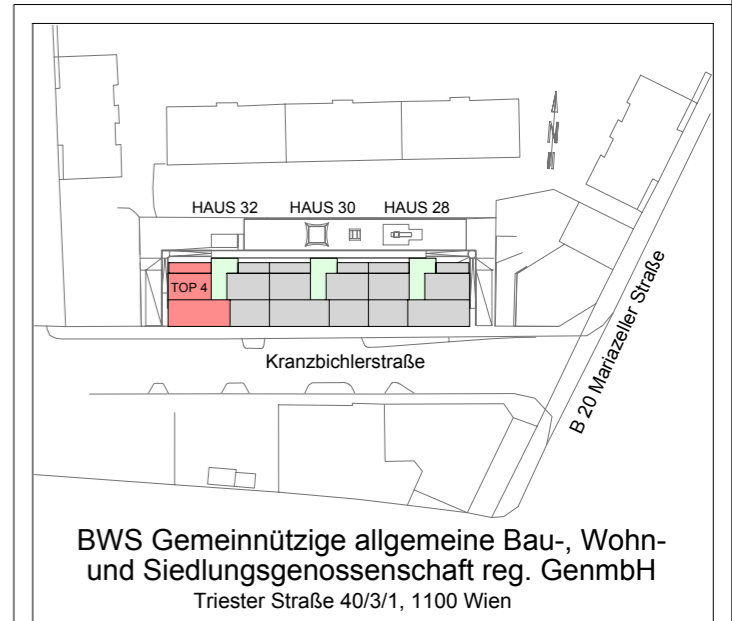 N
HAUS 32 HAUS 30 HAUS 28
TOP 4
Kranzbichlerstraße
B 20 Mariazeller Straße
BWS Gemeinnützige allgemeine Bau-, Wohn-
und Siedlungsgenossenschaft reg. GenmbH
Triester Straße 40/3/1, 1100 Wien